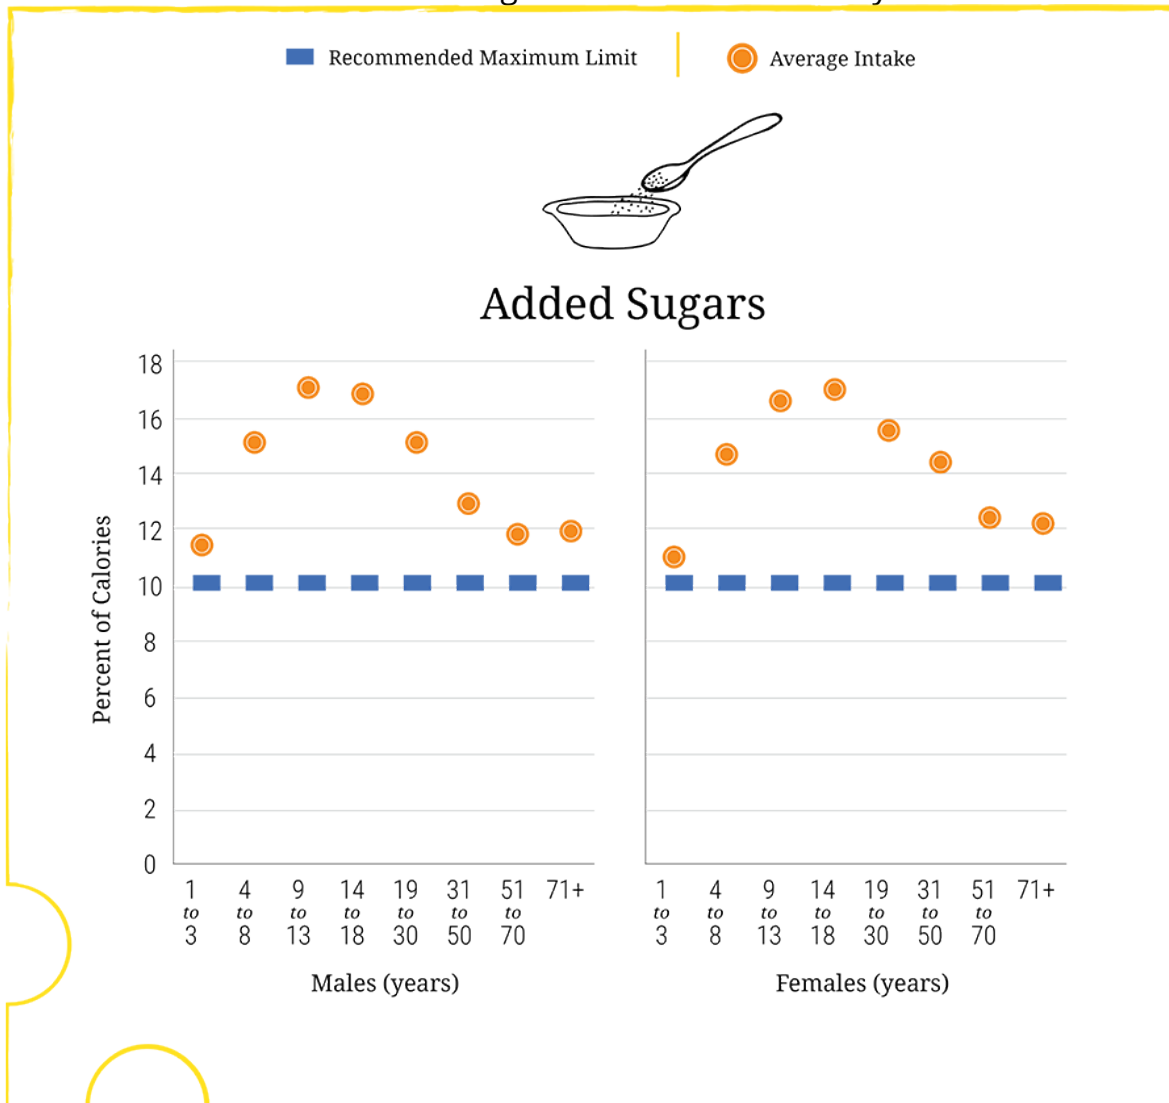 Recommended Maximum Limit
Average Intake
Added Sugars
Percent of Calories
18
16
14
12
10
8
6
4
2
0
1 4 9 14 19 31 51 71+
to to to to to to to
3 8 13 18 30 50 70
Males (years)
1 4 9 14 19 31 51 71+
to to to to to to to
3 8 13 18 30 50 70
Females (years)